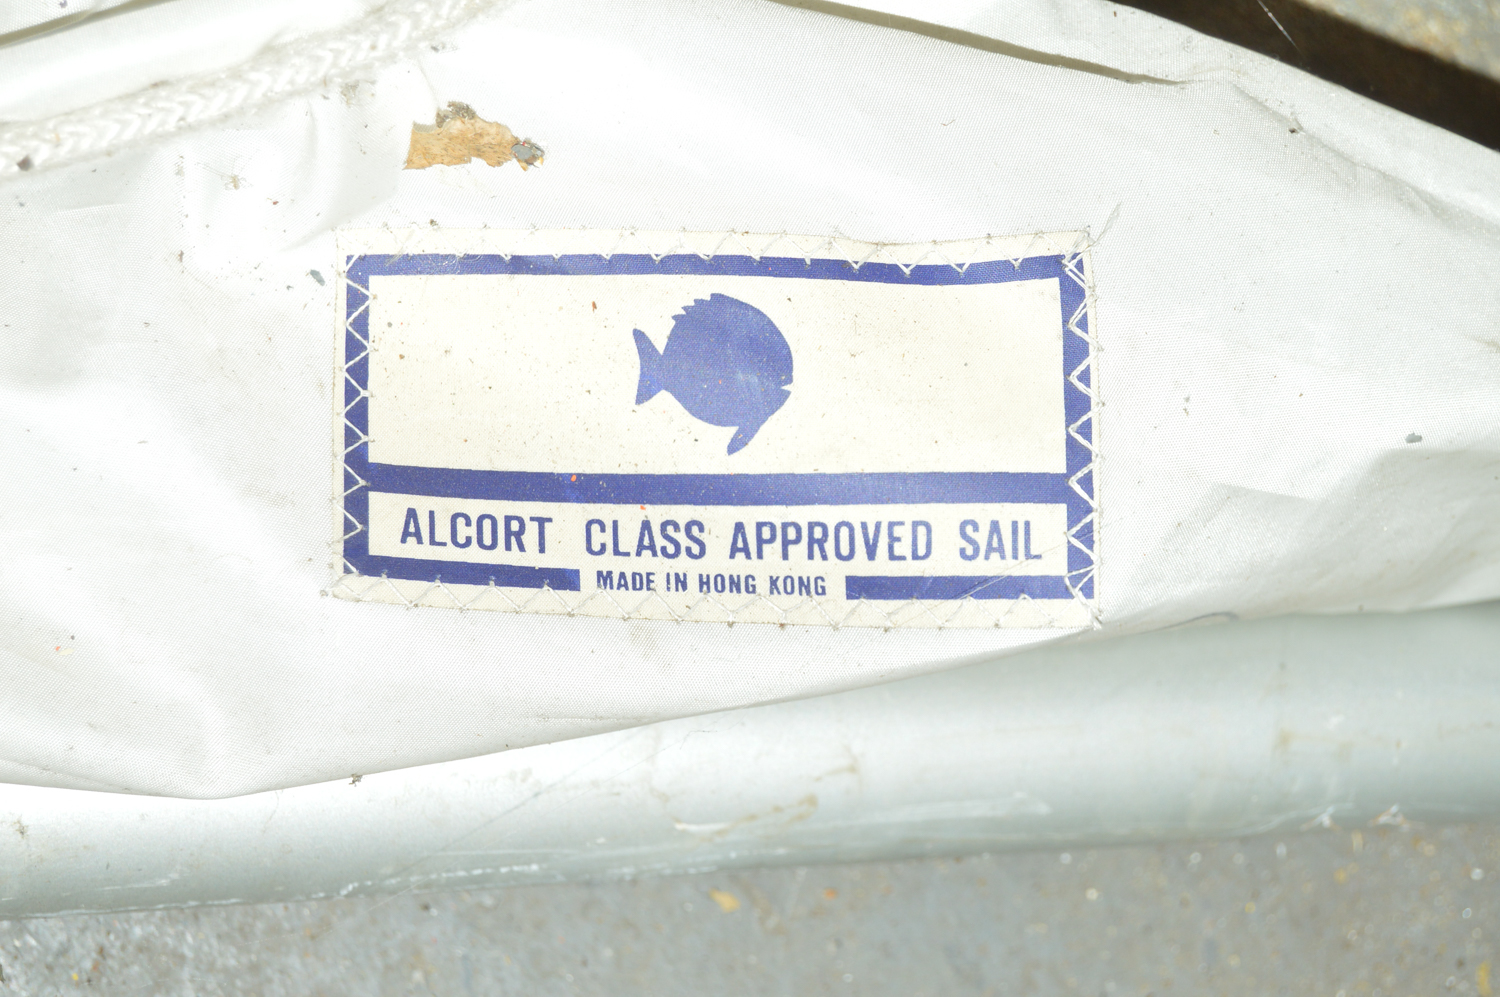 ALCORT CLASS APPROVED SAIL
MADE IN HONG KONG